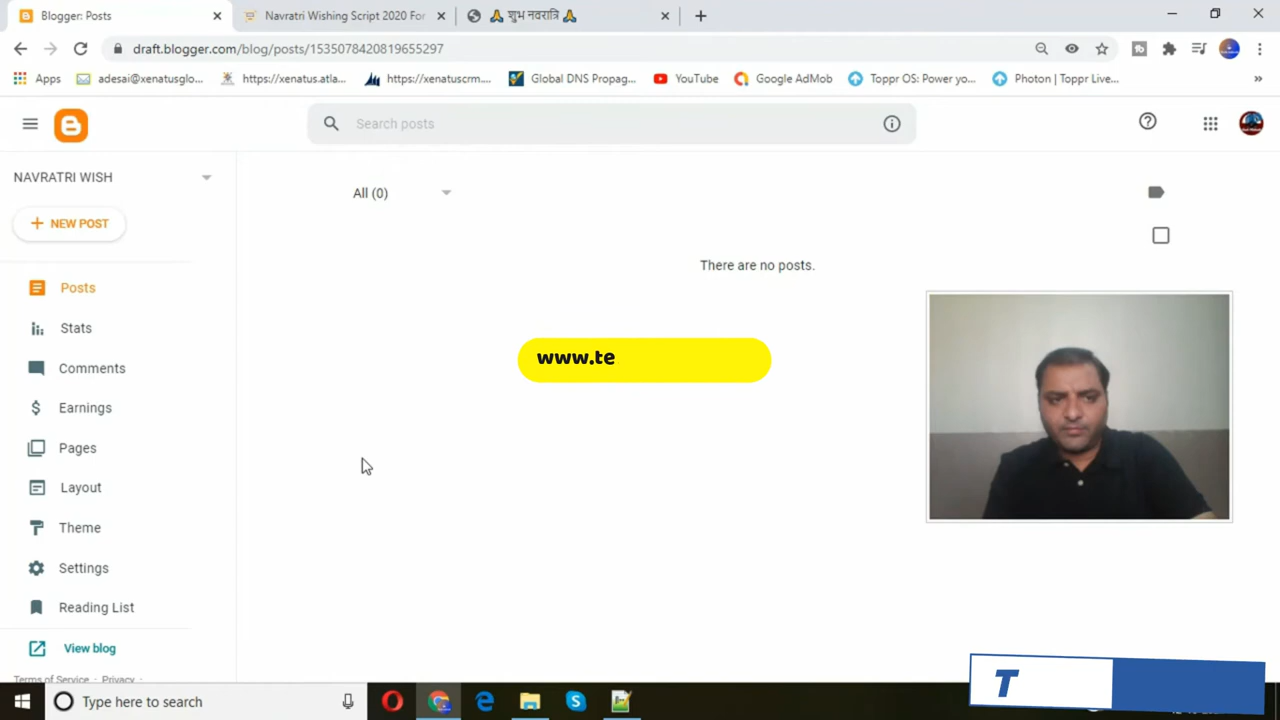 Blogger: Posts
Navratri Wishing Script 2020 For
🙏 शुभ नवरात्रि 🙏
draft.blogger.com/blog/posts/1535078420819655297
Apps
adesai@xenatusglo...
https://xenatus.atla...
https://xenatuscrm....
Global DNS Propag...
YouTube
Google AdMob
Toppr OS: Power yo...
Photon | Toppr Live...
Search posts
NAVRATRI WISH
All (0)
+ NEW POST
There are no posts.
Posts
Stats
www.te
Comments
Earnings
Pages
Layout
Theme
Settings
Reading List
View blog
Terms of Service · Privacy ·
T
Type here to search